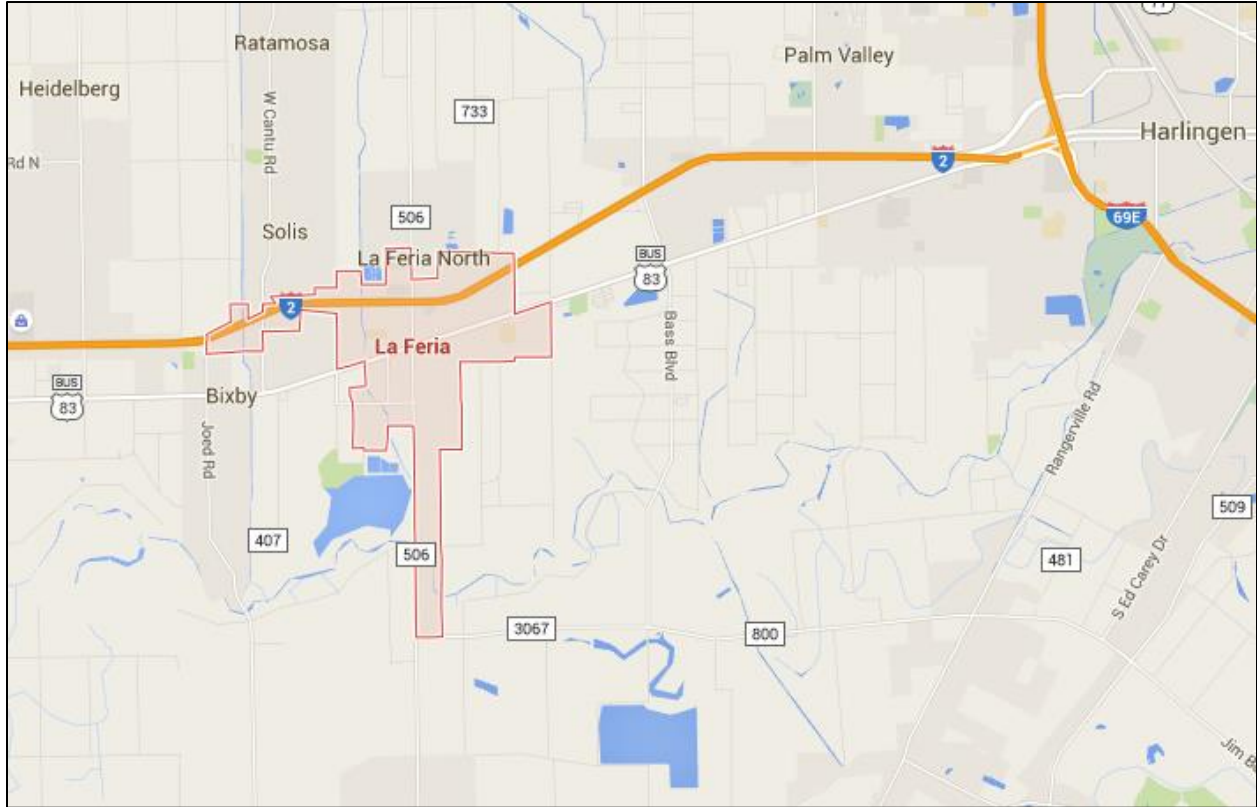 77
Ratamosa
Palm Valley
Heidelberg
733
W Cantu Rd
Harlingen
Rd N
2
506
69E
Solis
La Feria North
BUS
83
2
La Feria
Bass Blvd
BUS
83
Bixby
Joed Rd
Rangerville Rd
509
407
506
481
S Ed Carey Dr
3067
800
Jim B